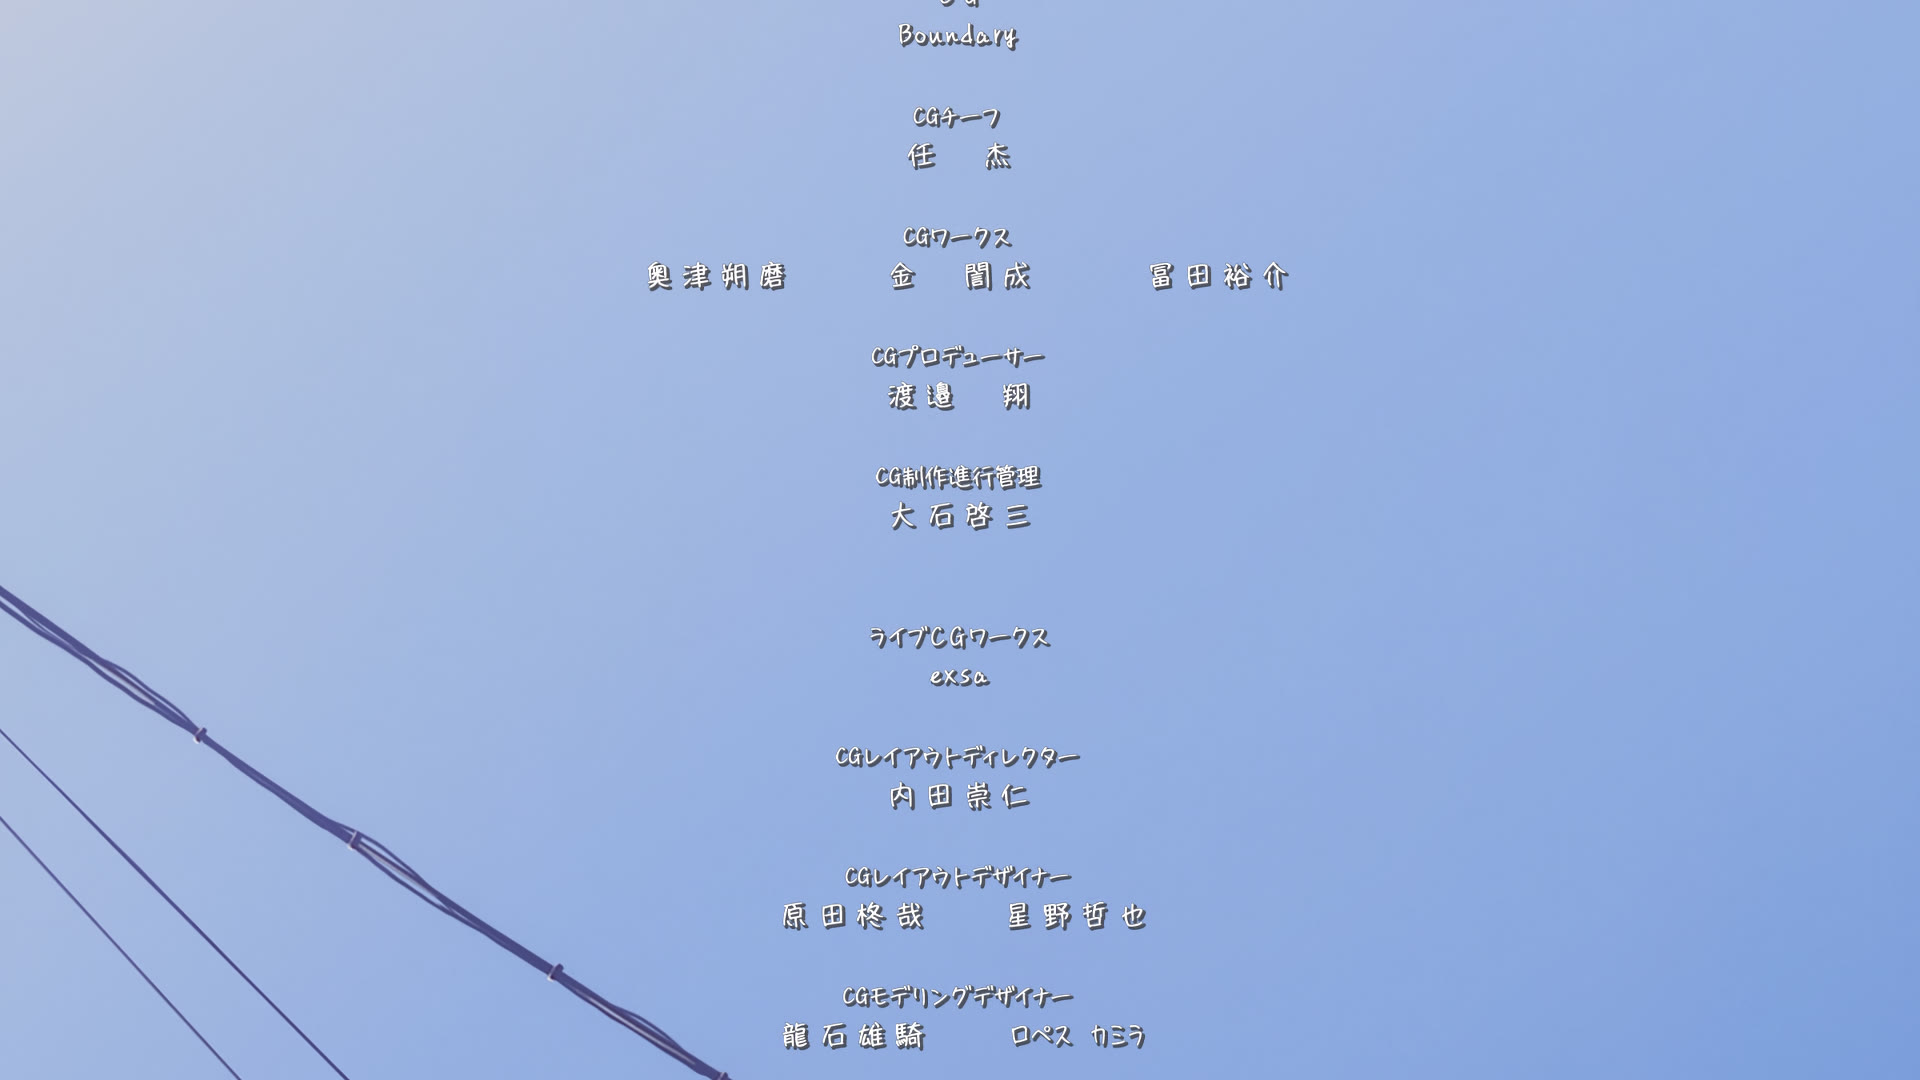 Boundary
CGチーフ
任 杰
CGワークス
奥津朔磨 金 誾成 冨田裕介
CGプロデューサー
渡邉 翔
CG制作進行管理
大石啓三
ライブCGワークス
exsa
CGレイアウトディレクター
内田崇仁
CGレイアウトデザイナー
原田柊哉 星野哲也
CGモデリングデザイナー
龍石雄騎 ロペス カミラ